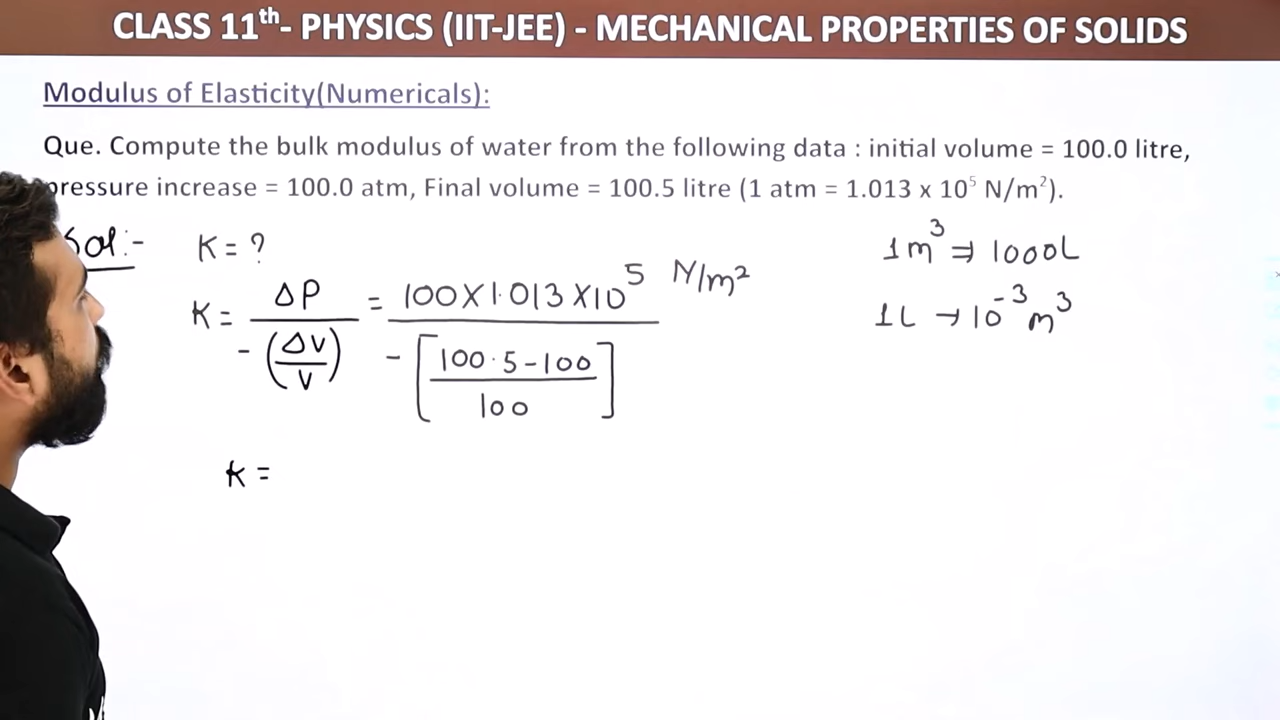 CLASS 11th- PHYSICS (IIT-JEE) - MECHANICAL PROPERTIES OF SOLIDS
Modulus of Elasticity(Numericals):
Que. Compute the bulk modulus of water from the following data : initial volume = 100.0 litre,
pressure increase = 100.0 atm, Final volume = 100.5 litre (1 atm = 1.013 x 10⁵ N/m²).
Sol:- K = ?
K = ΔP / -(ΔV/V) = 100 X 1.013 X 10⁵ / -[(100.5-100)/100] N/m²
K =
1m³ ⇒ 1000L
1L → 10⁻³ m³